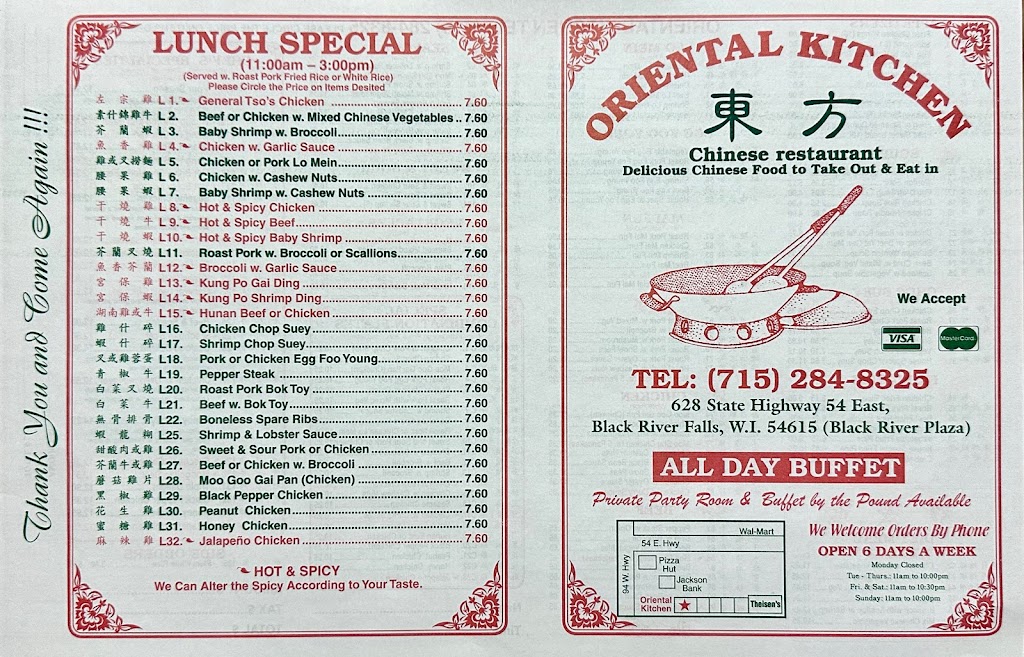 Thank You and Come Again !!!
LUNCH SPECIAL
(11:00am – 3:00pm)
(Served w. Roast Pork Fried Rice or White Rice)
Please Circle the Price on Items Desited
左宗雞 L 1. General Tso's Chicken 7.60
素什錦雞牛 L 2. Beef or Chicken w. Mixed Chinese Vegetables .. 7.60
芥蘭蝦 L 3. Baby Shrimp w. Broccoli 7.60
魚香雞 L 4. Chicken w. Garlic Sauce 7.60
雞或叉撈麵 L 5. Chicken or Pork Lo Mein 7.60
腰果雞 L 6. Chicken w. Cashew Nuts 7.60
腰果蝦 L 7. Baby Shrimp w. Cashew Nuts 7.60
干燒雞 L 8. Hot & Spicy Chicken 7.60
干燒牛 L 9. Hot & Spicy Beef 7.60
干燒蝦 L10. Hot & Spicy Baby Shrimp 7.60
芥蘭叉燒 L11. Roast Pork w. Broccoli or Scallions 7.60
魚香芥蘭 L12. Broccoli w. Garlic Sauce 7.60
宮保雞 L13. Kung Po Gai Ding 7.60
宮保蝦 L14. Kung Po Shrimp Ding 7.60
湖南雞或牛 L15. Hunan Beef or Chicken 7.60
雞什碎 L16. Chicken Chop Suey 7.60
蝦什碎 L17. Shrimp Chop Suey 7.60
叉或雞蓉蛋 L18. Pork or Chicken Egg Foo Young 7.60
青椒牛 L19. Pepper Steak 7.60
白菜叉燒 L20. Roast Pork Bok Toy 7.60
白菜牛 L21. Beef w. Bok Toy 7.60
無骨排骨 L22. Boneless Spare Ribs 7.60
蝦龍糊 L25. Shrimp & Lobster Sauce 7.60
甜酸肉或雞 L26. Sweet & Sour Pork or Chicken 7.60
芥蘭牛或雞 L27. Beef or Chicken w. Broccoli 7.60
蘑菇雞片 L28. Moo Goo Gai Pan (Chicken) 7.60
黑椒雞 L29. Black Pepper Chicken 7.60
花生雞 L30. Peanut Chicken 7.60
蜜糖雞 L31. Honey Chicken 7.60
麻辣雞 L32. Jalapeño Chicken 7.60
HOT & SPICY
We Can Alter the Spicy According to Your Taste.
ORIENTAL KITCHEN
東方
Chinese restaurant
Delicious Chinese Food to Take Out & Eat in
We Accept
VISA MasterCard
TEL: (715) 284-8325
628 State Highway 54 East,
Black River Falls, W.I. 54615 (Black River Plaza)
ALL DAY BUFFET
Private Party Room & Buffet by the Pound Available
Wal-Mart
54 E. Hwy
94 W. Hwy
Pizza
Hut
Jackson
Bank
Oriental
Kitchen
Theisen's
We Welcome Orders By Phone
OPEN 6 DAYS A WEEK
Monday Closed
Tue - Thurs.: 11am to 10:00pm
Fri. & Sat.: 11am to 10:30pm
Sunday: 11am to 10:00pm